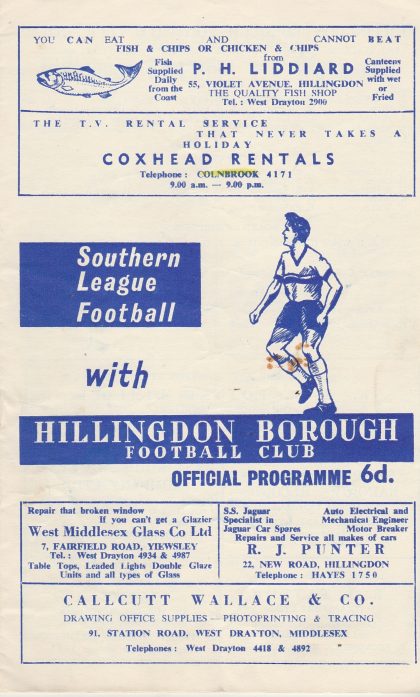 YOU CAN EAT AND CANNOT BEAT
FISH & CHIPS OR CHICKEN & CHIPS
from
Fish Supplied Daily from the Coast
P. H. LIDDIARD
55, VIOLET AVENUE, HILLINGDON
THE QUALITY FISH SHOP
Tel. : West Drayton 2900
Canteens Supplied with wet or Fried
THE T.V. RENTAL SERVICE
THAT NEVER TAKES A
HOLIDAY
COXHEAD RENTALS
Telephone : COLNBROOK 4171
9.00 a.m. — 9.00 p.m.
Southern
League
Football
with
HILLINGDON BOROUGH
FOOTBALL CLUB
OFFICIAL PROGRAMME 6d.
Repair that broken window
If you can't get a Glazier
West Middlesex Glass Co Ltd
7, FAIRFIELD ROAD, YIEWSLEY
Tel. : West Drayton 4934 & 4987
Table Tops, Leaded Lights Double Glaze
Units and all types of Glass
S.S. Jaguar Auto Electrical and
Specialist in Mechanical Engineer
Jaguar Car Spares Motor Breaker
Repairs and Service all makes of cars
R. J. PUNTER
22, NEW ROAD, HILLINGDON
Telephone : HAYES 1750
CALLCUTT WALLACE & CO.
DRAWING OFFICE SUPPLIES — PHOTOPRINTING & TRACING
91, STATION ROAD, WEST DRAYTON, MIDDLESEX
Telephones : West Drayton 4418 & 4892